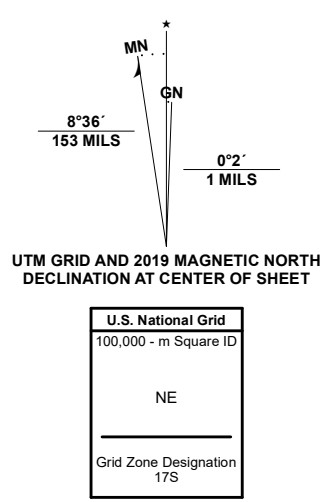 ★
MN
GN
8°36´
153 MILS
0°2´
1 MILS
UTM GRID AND 2019 MAGNETIC NORTH
DECLINATION AT CENTER OF SHEET
U.S. National Grid
100,000 - m Square ID
NE
Grid Zone Designation
17S